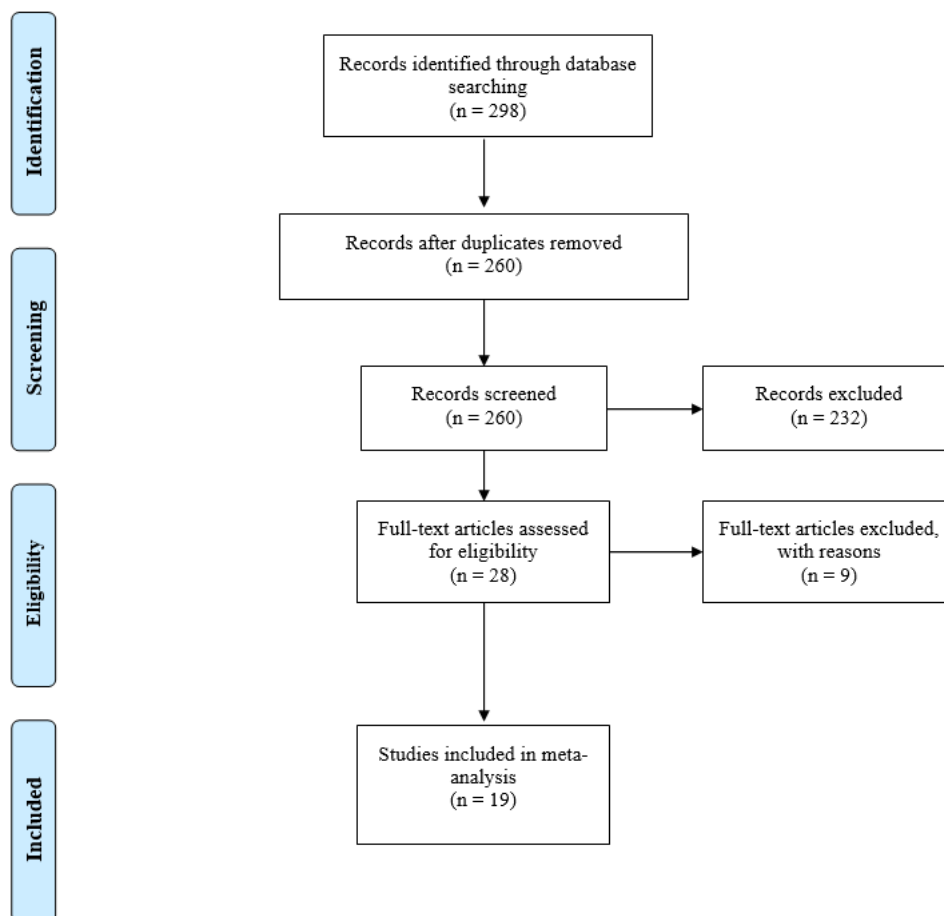 Identification
Records identified through database
searching
(n = 298)
Records after duplicates removed
(n = 260)
Screening
Records screened
(n = 260)
Records excluded
(n = 232)
Eligibility
Full-text articles assessed
for eligibility
(n = 28)
Full-text articles excluded,
with reasons
(n = 9)
Included
Studies included in meta-
analysis
(n = 19)